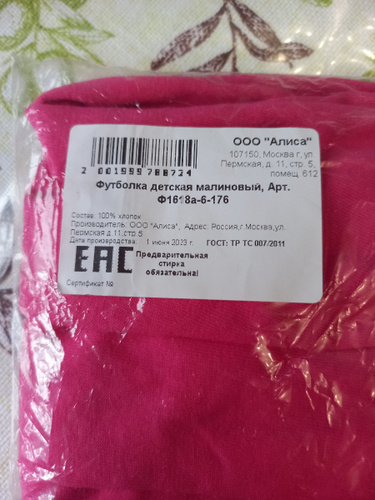 ООО "Алиса"
107150, Москва г, ул.
Пермская, д. 11, стр. 5,
помещ. 612
2 001999 788724
Футболка детская малиновый, Арт.
Ф1618а-6-176
Состав: 100% хлопок
Производитель: ООО "Алиса", Адрес: Россия,г.Москва,ул.
Пермская д.11,стр.5
Дата производства: 1 июня 2023 г. ГОСТ: ТР ТС 007/2011
ЕАС
Предварительная
стирка
обязательна!
Сертификат №